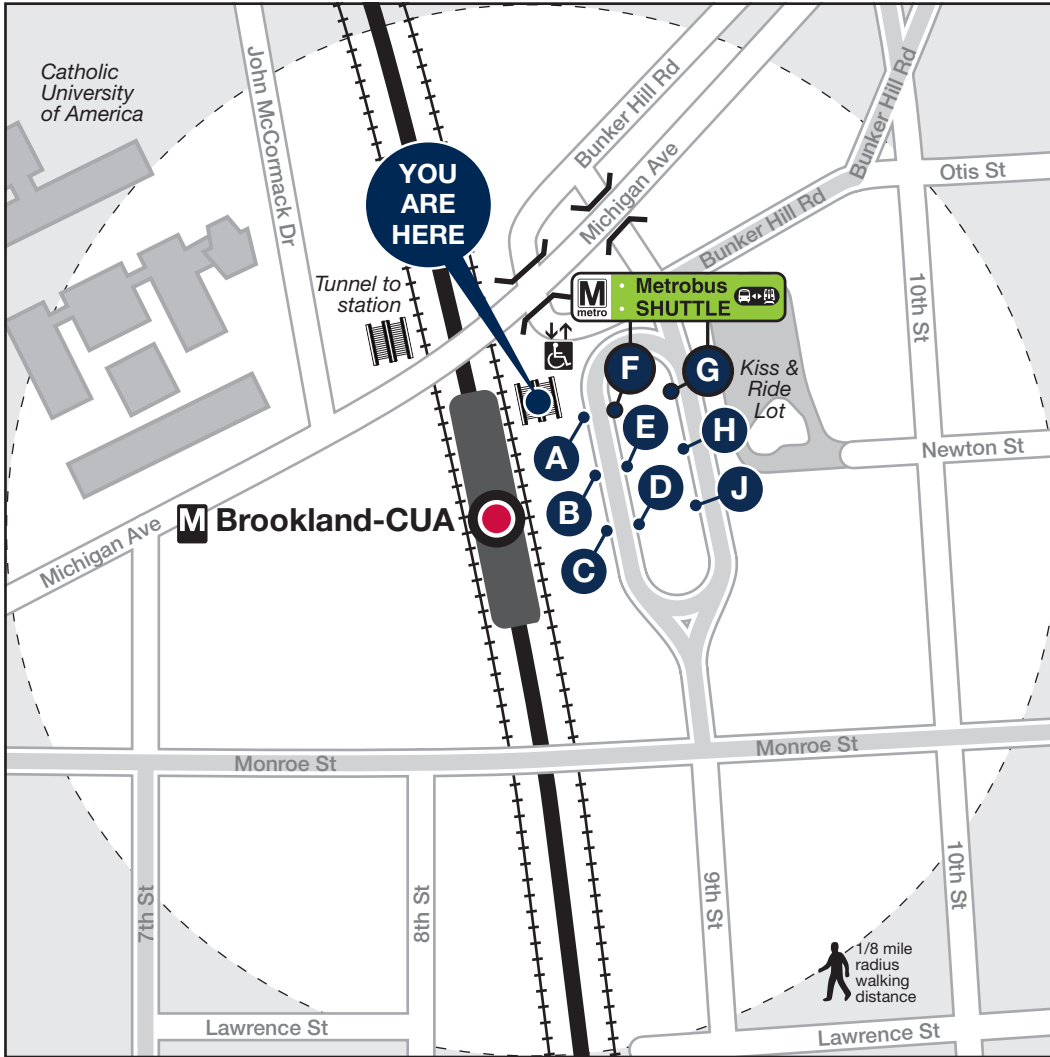 Catholic
University
of America
John McCormack Dr
YOU
ARE
HERE
Bunker Hill Rd
Michigan Ave
Bunker Hill Rd
Bunker Hill Rd
Otis St
10th St
Tunnel to
station
M
metro
· Metrobus
· SHUTTLE
F
G
Kiss &
Ride
Lot
E
H
A
D
J
B
C
Newton St
M Brookland-CUA
Michigan Ave
Monroe St
Monroe St
7th St
8th St
9th St
10th St
1/8 mile
radius
walking
distance
Lawrence St
Lawrence St